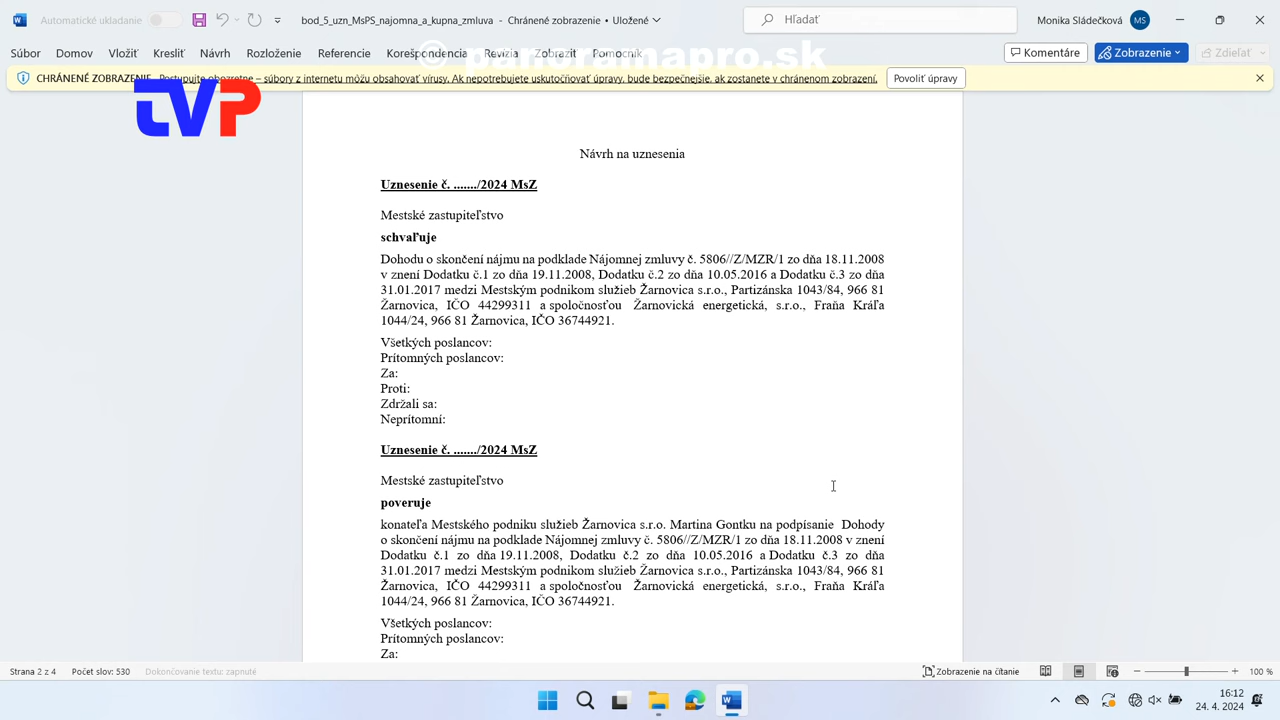 Automatické ukladanie
bod_5_uzn_MsPS_najomna_a_kupna_zmluva - Chránené zobrazenie • Uložené
Hľadať
Monika Sládečková
MS
Súbor Domov Vložiť Kresliť Návrh Rozloženie Referencie Korešpondencia Revízia Zobraziť Pomocník
Komentáre
Zobrazenie
Zdieľať
© panoramapro.sk
CHRÁNENÉ ZOBRAZENIE Postupujte obozretne – súbory z internetu môžu obsahovať vírusy. Ak nepotrebujete uskutočňovať úpravy, bude bezpečnejšie, ak zostanete v chránenom zobrazení.
Povoliť úpravy
tVP
Návrh na uznesenia
Uznesenie č. ......./2024 MsZ
Mestské zastupiteľstvo
schvaľuje
Dohodu o skončení nájmu na podklade Nájomnej zmluvy č. 5806//Z/MZR/1 zo dňa 18.11.2008
v znení Dodatku č.1 zo dňa 19.11.2008, Dodatku č.2 zo dňa 10.05.2016 a Dodatku č.3 zo dňa
31.01.2017 medzi Mestským podnikom služieb Žarnovica s.r.o., Partizánska 1043/84, 966 81
Žarnovica, IČO 44299311 a spoločnosťou Žarnovická energetická, s.r.o., Fraňa Kráľa
1044/24, 966 81 Žarnovica, IČO 36744921.
Všetkých poslancov:
Prítomných poslancov:
Za:
Proti:
Zdržali sa:
Neprítomní:
Uznesenie č. ......./2024 MsZ
Mestské zastupiteľstvo
poveruje
konateľa Mestského podniku služieb Žarnovica s.r.o. Martina Gontku na podpísanie Dohody
o skončení nájmu na podklade Nájomnej zmluvy č. 5806//Z/MZR/1 zo dňa 18.11.2008 v znení
Dodatku č.1 zo dňa 19.11.2008, Dodatku č.2 zo dňa 10.05.2016 a Dodatku č.3 zo dňa
31.01.2017 medzi Mestským podnikom služieb Žarnovica s.r.o., Partizánska 1043/84, 966 81
Žarnovica, IČO 44299311 a spoločnosťou Žarnovická energetická, s.r.o., Fraňa Kráľa
1044/24, 966 81 Žarnovica, IČO 36744921.
Všetkých poslancov:
Prítomných poslancov:
Za:
Strana 2 z 4 Počet slov: 530 Dokončovanie textu: zapnuté
Zobrazenie na čítanie
100 %
16:12
24. 4. 2024